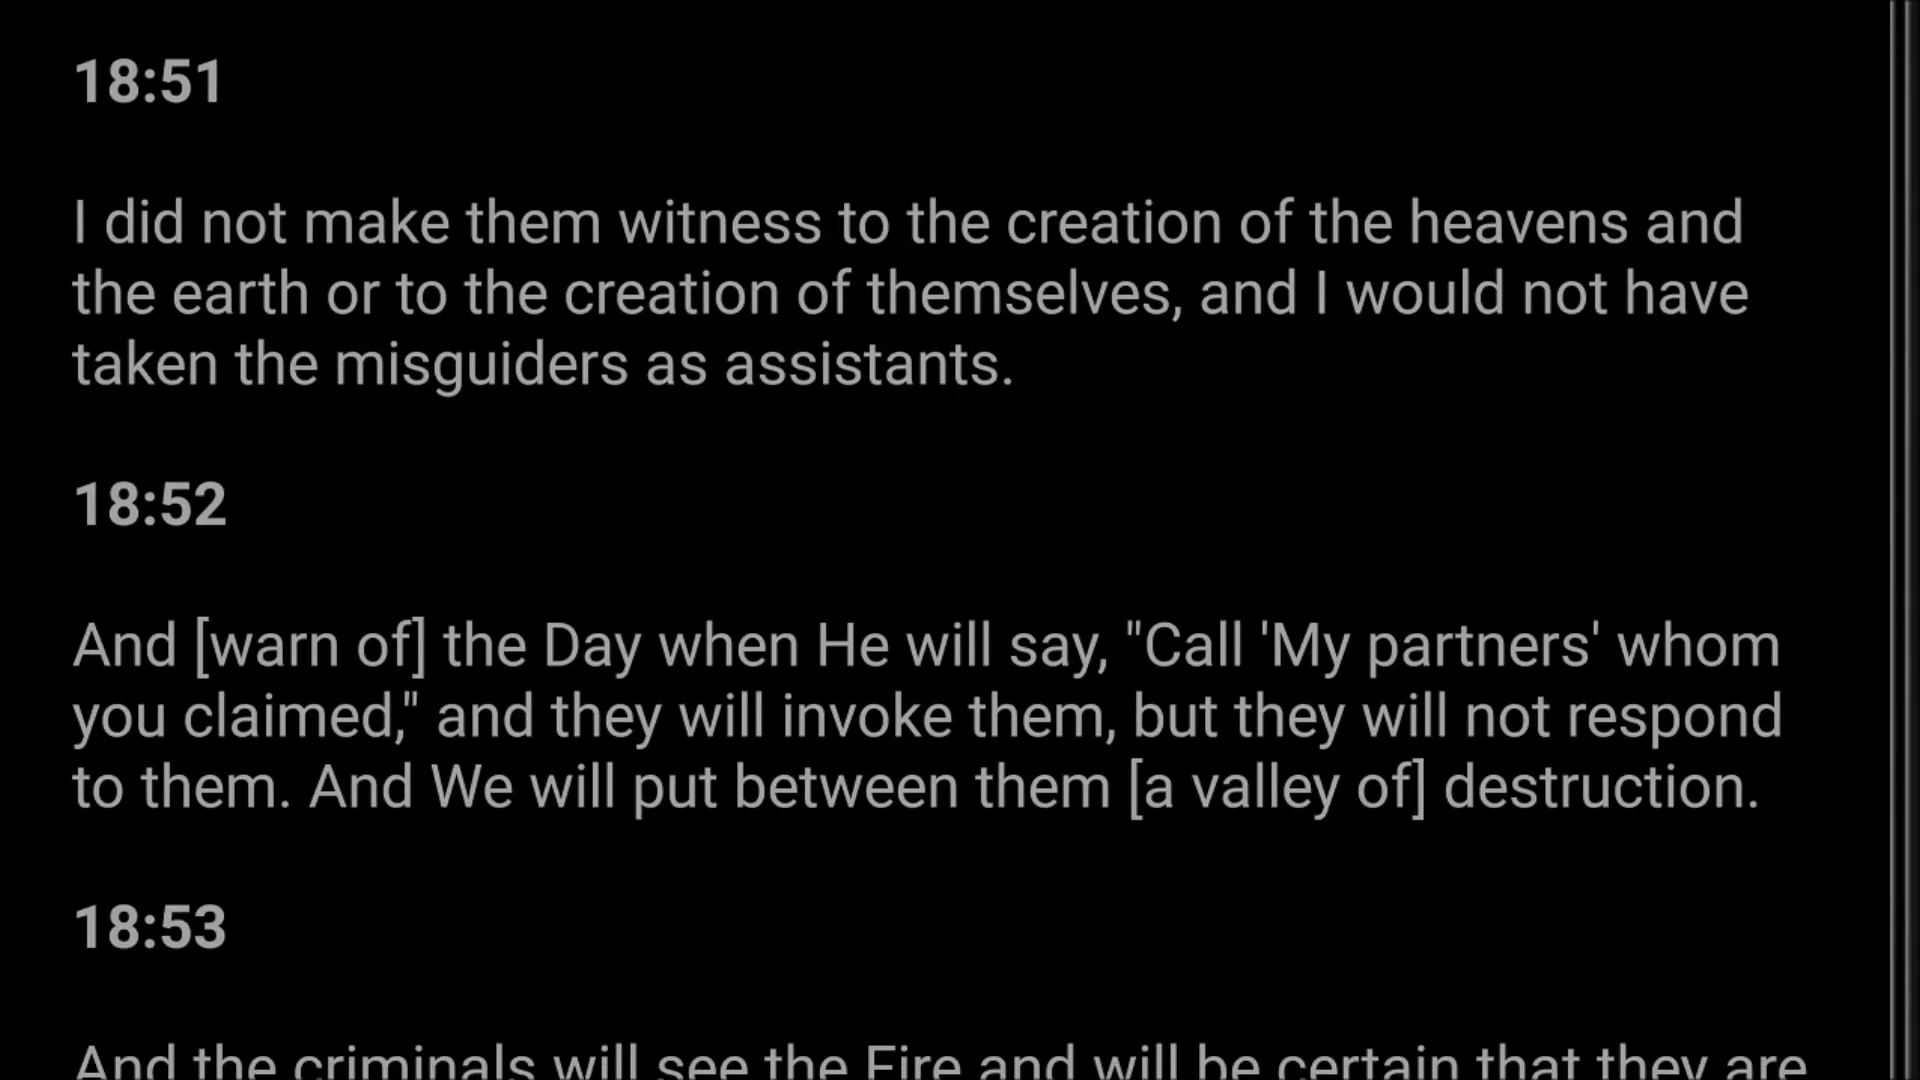 18:51
I did not make them witness to the creation of the heavens and
the earth or to the creation of themselves, and I would not have
taken the misguiders as assistants.
18:52
And [warn of] the Day when He will say, "Call 'My partners' whom
you claimed," and they will invoke them, but they will not respond
to them. And We will put between them [a valley of] destruction.
18:53
And the criminals will see the Fire and will be certain that they are